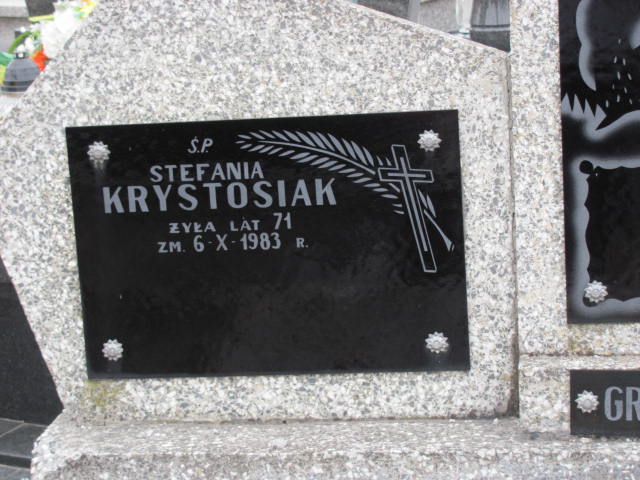 Ś.P.
STEFANIA
KRYSTOSIAK
ŻYŁA LAT 71
ZM. 6-X-1983 R.
GR